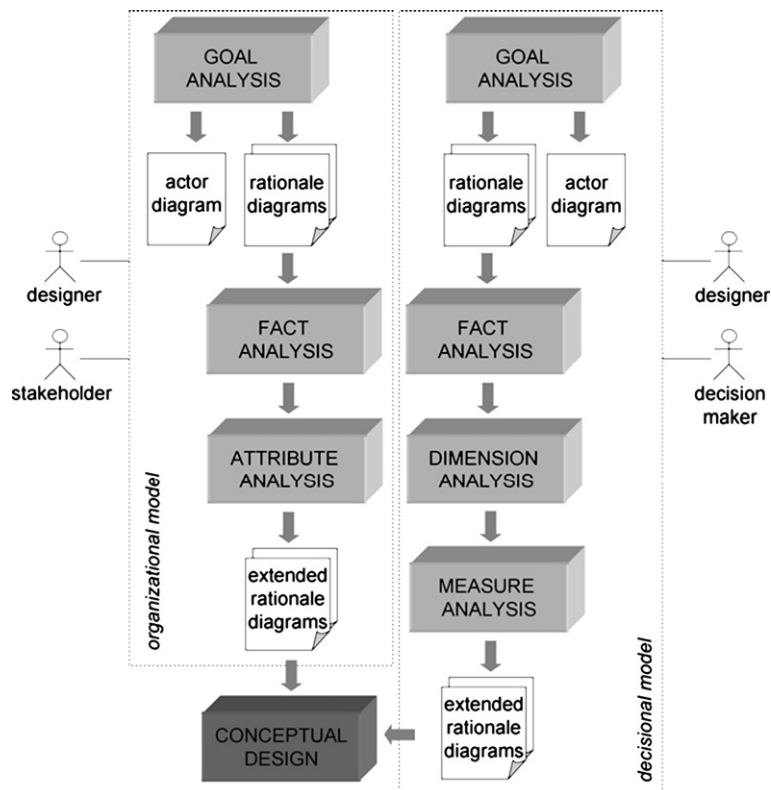 GOAL
ANALYSIS
actor
diagram
rationale
diagrams
FACT
ANALYSIS
ATTRIBUTE
ANALYSIS
extended
rationale
diagrams
organizational model
designer
stakeholder
GOAL
ANALYSIS
rationale
diagrams
actor
diagram
FACT
ANALYSIS
DIMENSION
ANALYSIS
MEASURE
ANALYSIS
extended
rationale
diagrams
decisional model
designer
decision
maker
CONCEPTUAL
DESIGN